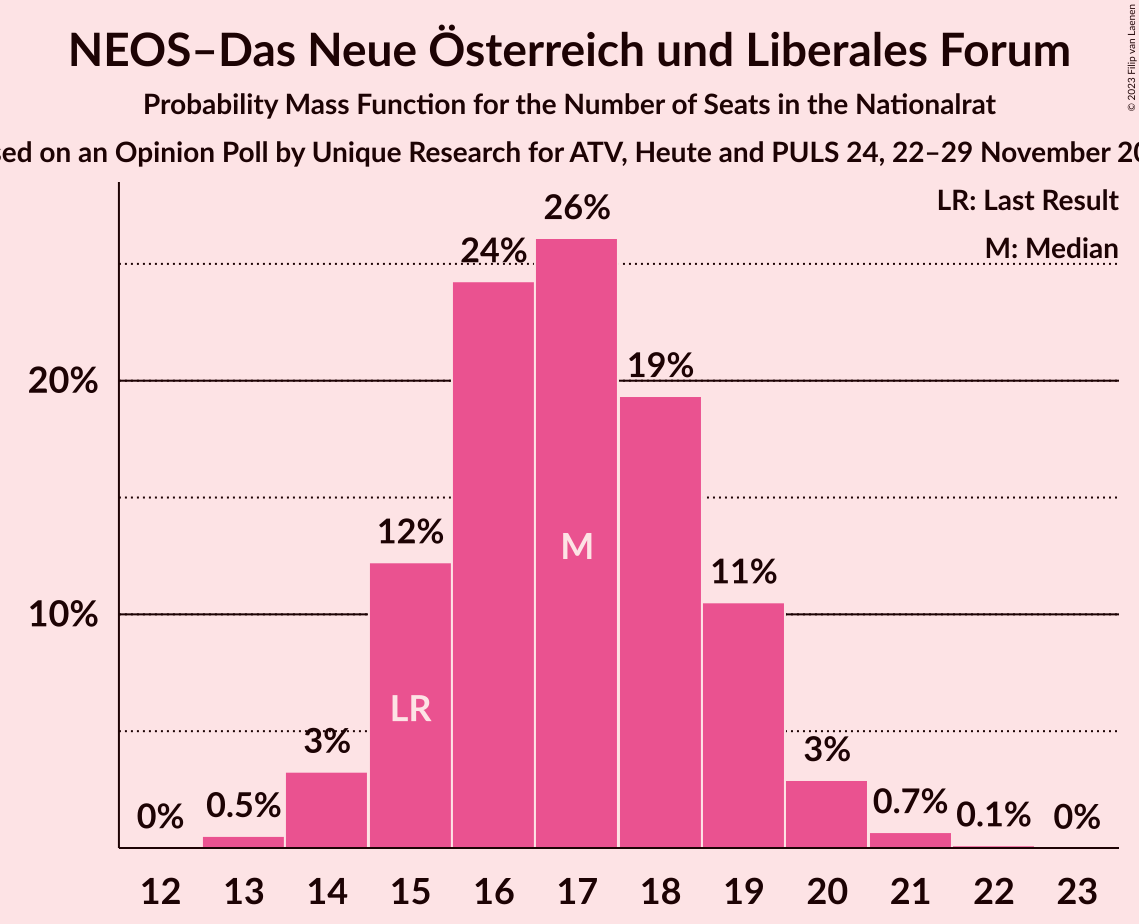 NEOS–Das Neue Österreich und Liberales Forum
Probability Mass Function for the Number of Seats in the Nationalrat
on an Opinion Poll by Unique Research for ATV, Heute and PULS 24, 22–29 November
© 2023 Filip van Laenen
LR: Last Result
M: Median
26%
24%
19%
20%
12%
M
11%
10%
LR
3%
3%
0%
0.5%
0.7%
0.1%
0%
12 13 14 15 16 17 18 19 20 21 22 23